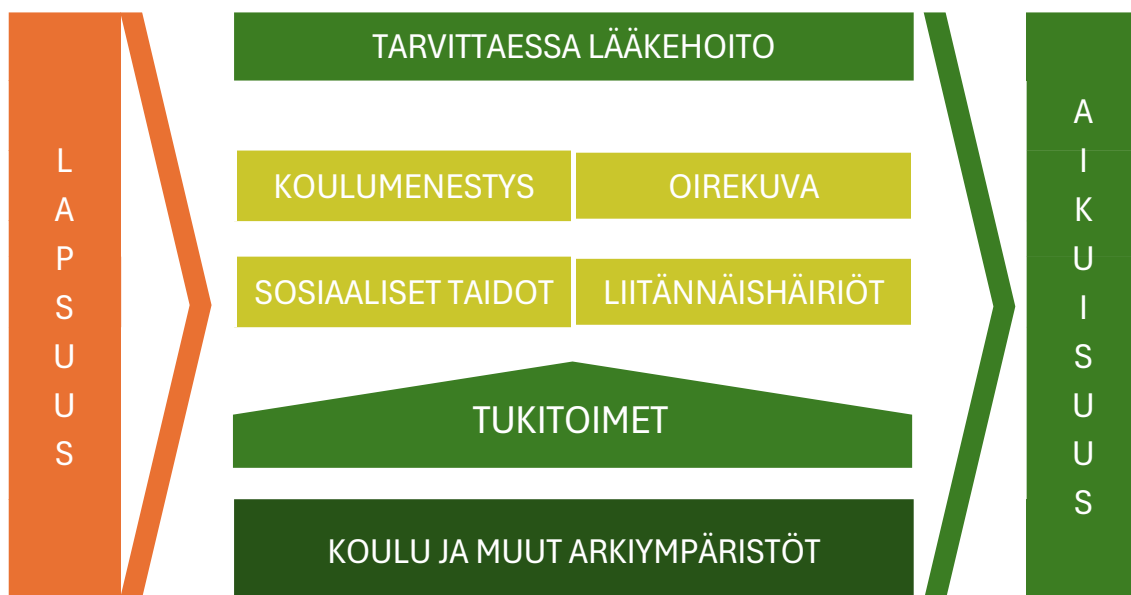 LAPSUUS
TARVITTAESSA LÄÄKEHOITO
KOULUMENESTYS
OIREKUVA
SOSIAALISET TAIDOT
LIITÄNNÄISHÄIRIÖT
TUKITOIMET
KOULU JA MUUT ARKIYMPÄRISTÖT
AIKUISUUS